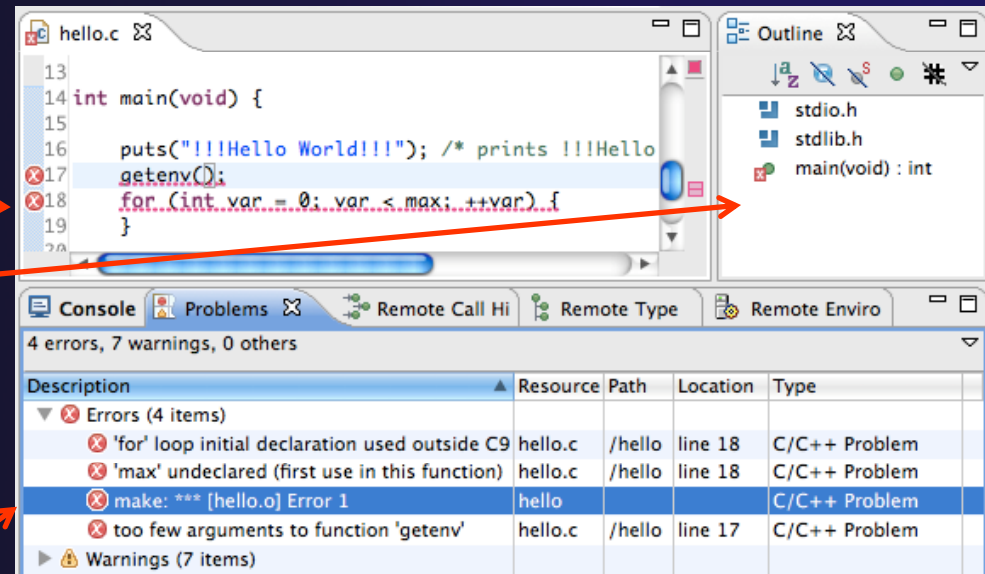 hello.c
13
14 int main(void) {
15
16 puts("!!!Hello World!!!"); /* prints !!!Hello
17 getenv();
18 for (int var = 0; var < max; ++var) {
19 }
20
Outline
stdio.h
stdlib.h
main(void) : int
Console Problems Remote Call Hi Remote Type Remote Enviro
4 errors, 7 warnings, 0 others
Description Resource Path Location Type
Errors (4 items)
'for' loop initial declaration used outside C9 hello.c /hello line 18 C/C++ Problem
'max' undeclared (first use in this function) hello.c /hello line 18 C/C++ Problem
make: *** [hello.o] Error 1 hello C/C++ Problem
too few arguments to function 'getenv' hello.c /hello line 17 C/C++ Problem
Warnings (7 items)